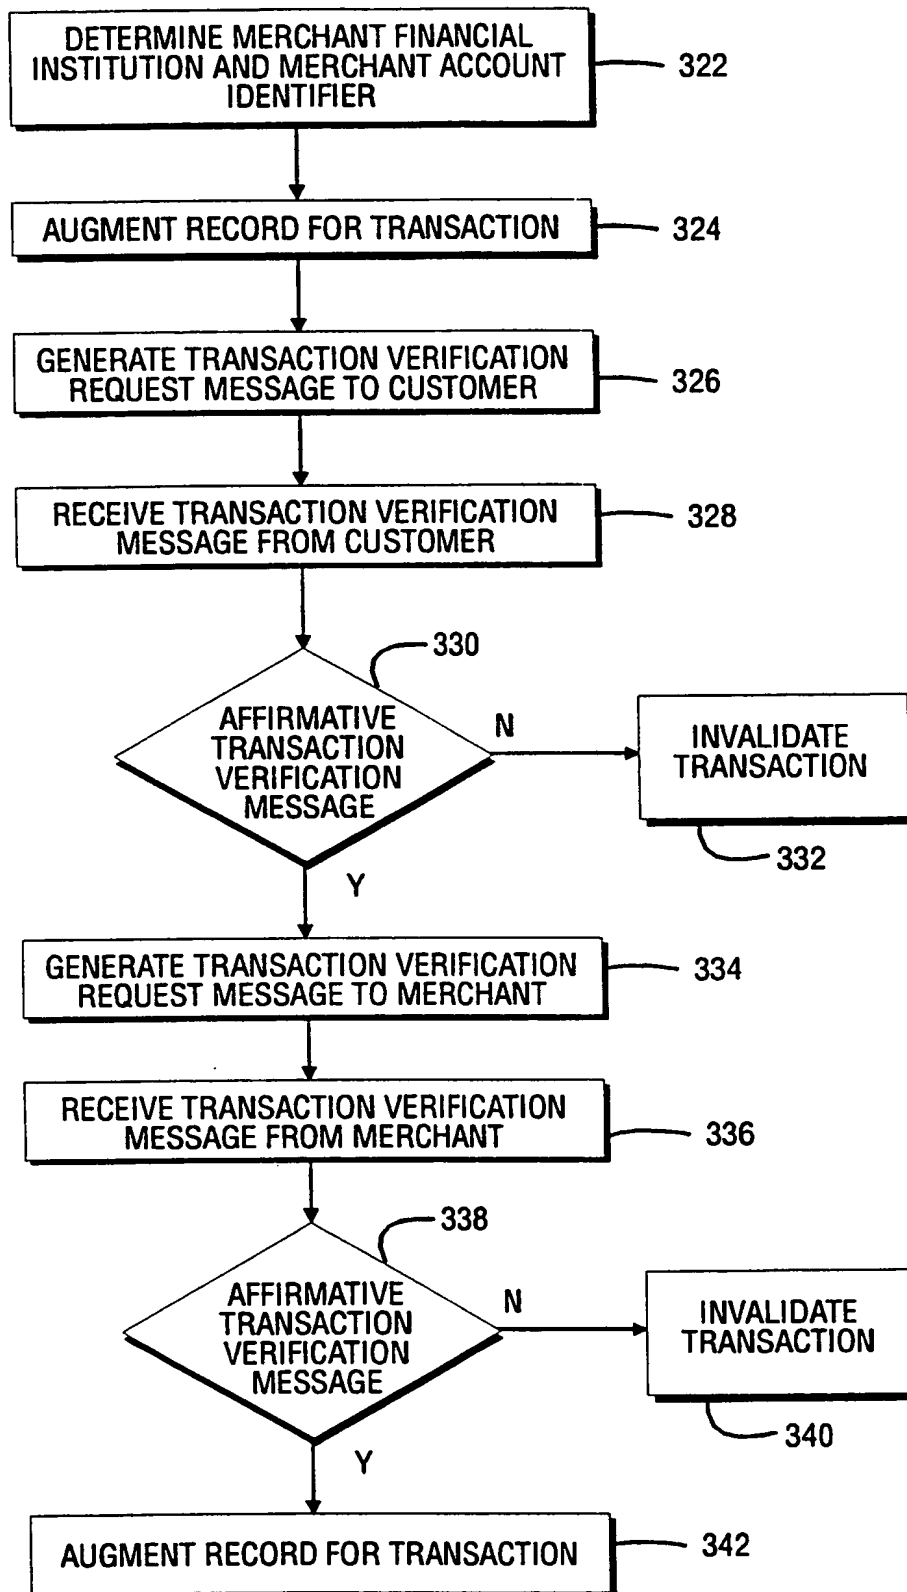 DETERMINE MERCHANT FINANCIAL
INSTITUTION AND MERCHANT ACCOUNT
IDENTIFIER
322
AUGMENT RECORD FOR TRANSACTION
324
GENERATE TRANSACTION VERIFICATION
REQUEST MESSAGE TO CUSTOMER
326
RECEIVE TRANSACTION VERIFICATION
MESSAGE FROM CUSTOMER
328
330
AFFIRMATIVE
TRANSACTION
VERIFICATION
MESSAGE
N
INVALIDATE
TRANSACTION
332
Y
GENERATE TRANSACTION VERIFICATION
REQUEST MESSAGE TO MERCHANT
334
RECEIVE TRANSACTION VERIFICATION
MESSAGE FROM MERCHANT
336
338
AFFIRMATIVE
TRANSACTION
VERIFICATION
MESSAGE
N
INVALIDATE
TRANSACTION
340
Y
AUGMENT RECORD FOR TRANSACTION
342